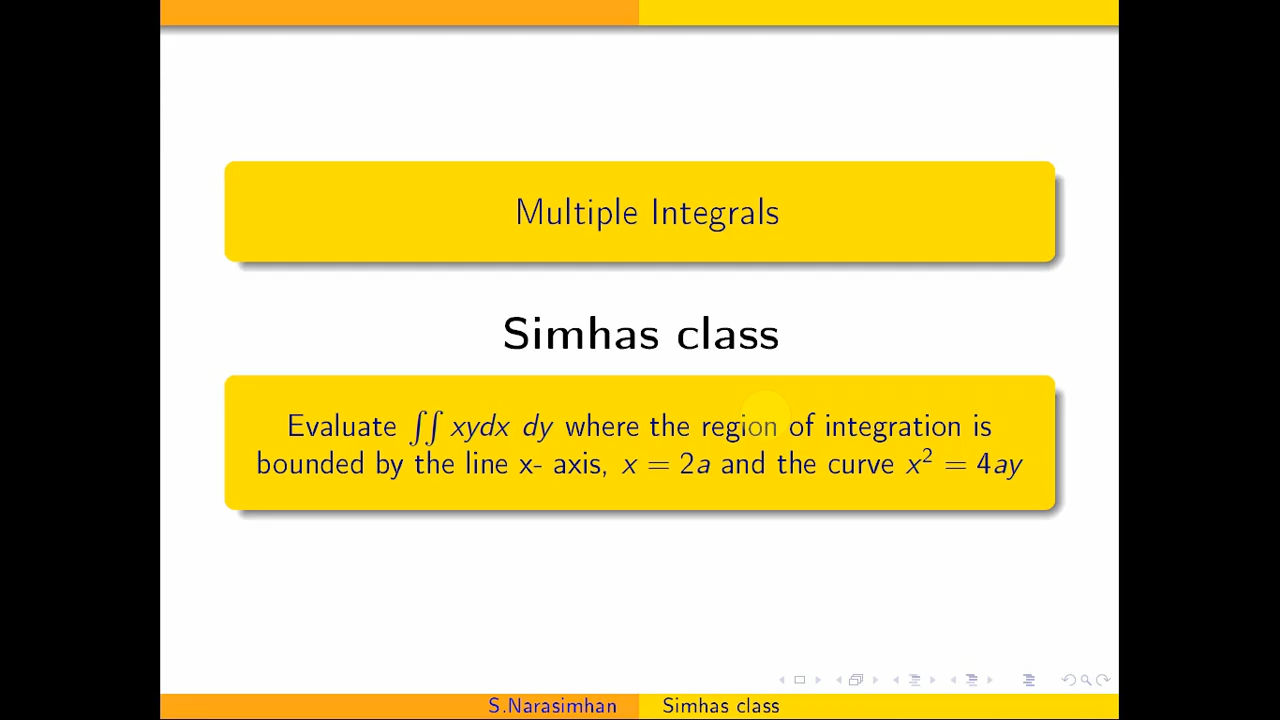 Multiple Integrals
Simhas class
Evaluate ∬ xydx dy where the region of integration is
bounded by the line x- axis, x = 2a and the curve x² = 4ay
S.Narasimhan Simhas class